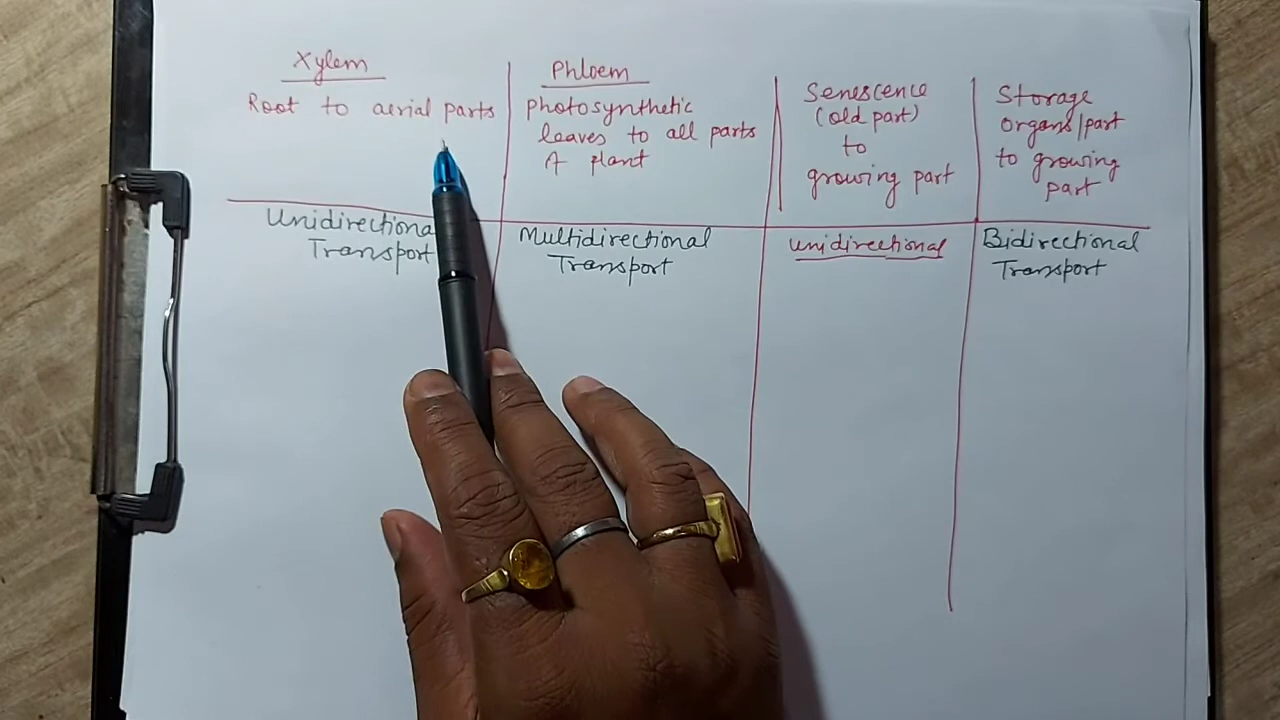 Xylem
Root to aerial parts
Unidirectiona
Transport
Phloem
Photosynthetic
leaves to all parts
of plant
Multidirectional
Transport
Senescence
(old part)
to
growing part
Unidirectional
Storage
Organs/part
to growing
part
Bidirectional
Transport